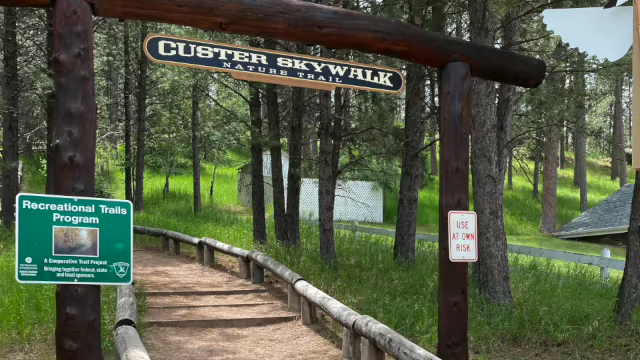 CUSTER SKYWALK
NATURE TRAIL
Recreational Trails
Program
A Cooperative Trail Project
Bringing together federal, state
and local sponsors.
USE
AT OWN
RISK